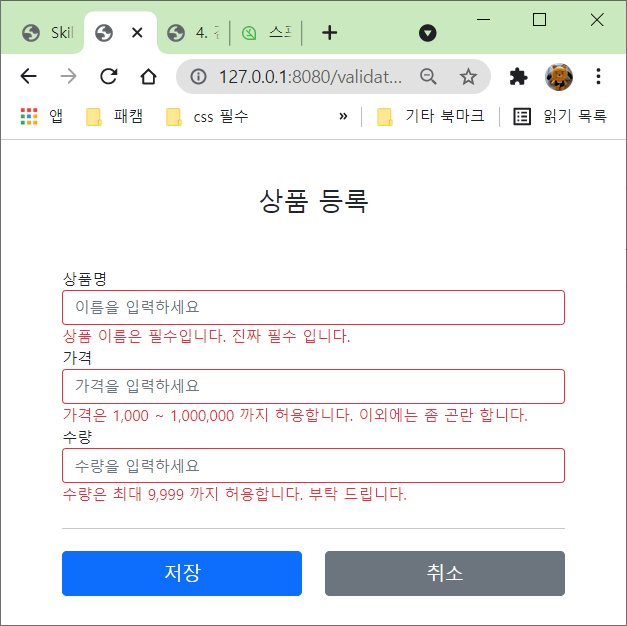 Skil
4.
스프
127.0.0.1:8080/validat...
앱 패캠 css 필수 » 기타 북마크 읽기 목록
상품 등록
상품명
이름을 입력하세요
상품 이름은 필수입니다. 진짜 필수 입니다.
가격
가격을 입력하세요
가격은 1,000 ~ 1,000,000 까지 허용합니다. 이외에는 좀 곤란 합니다.
수량
수량을 입력하세요
수량은 최대 9,999 까지 허용합니다. 부탁 드립니다.
저장 취소